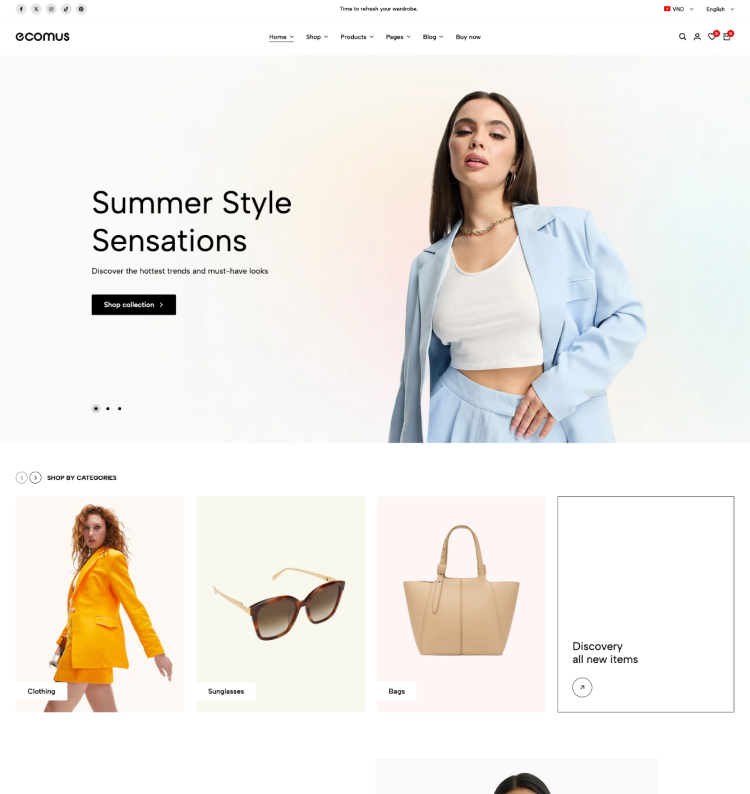 Time to refresh your wardrobe.
VND
English
ecomus
Home
Shop
Products
Pages
Blog
Buy now
0
0
Summer Style
Sensations
Discover the hottest trends and must-have looks
Shop collection
SHOP BY CATEGORIES
Clothing
Sunglasses
Bags
Discovery
all new items